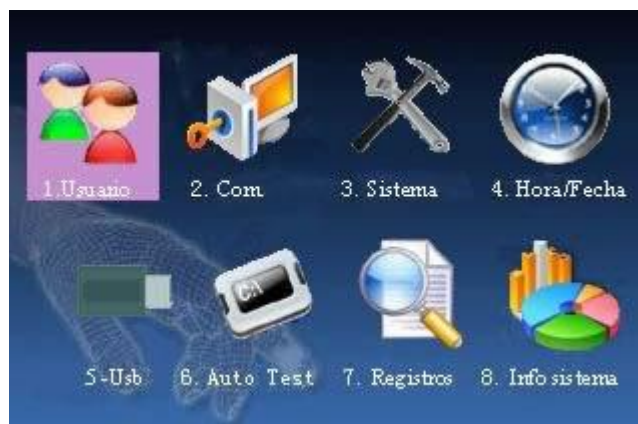 1.Usuario
2. Com.
3. Sistema
4. Hora/Fecha
5-Usb
C:\
6. Auto Test
7. Registros
8. Info sistema